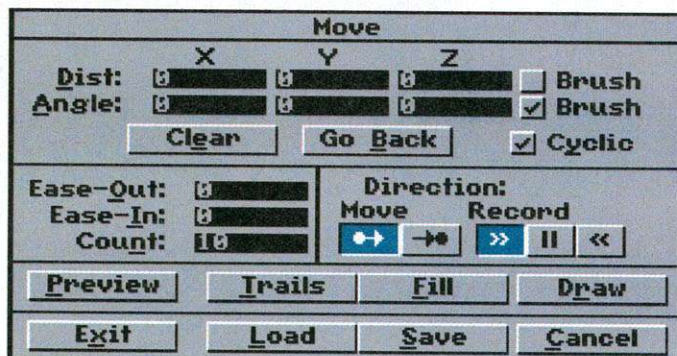 Move
X Y Z
Dist: 0 0 0 Brush
Angle: 0 0 0 Brush
Clear Go Back Cyclic
Ease-Out: 0
Ease-In: 0
Count: 10
Direction:
Move Record
Preview Trails Fill Draw
Exit Load Save Cancel